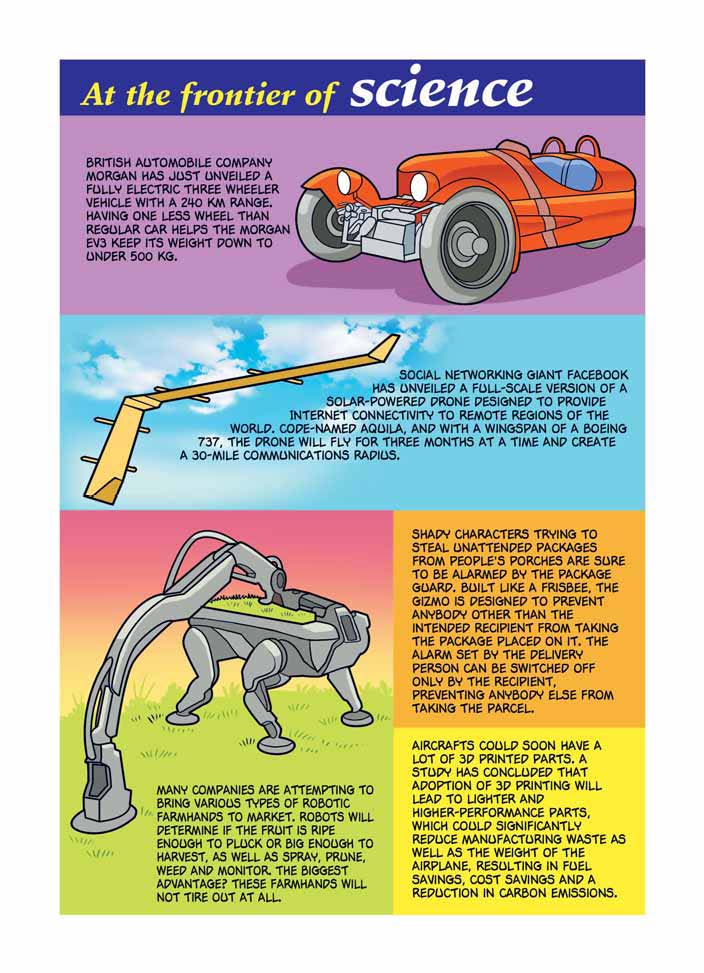 At the frontier of science
BRITISH AUTOMOBILE COMPANY
MORGAN HAS JUST UNVEILED A
FULLY ELECTRIC THREE WHEELER
VEHICLE WITH A 240 KM RANGE.
HAVING ONE LESS WHEEL THAN
REGULAR CAR HELPS THE MORGAN
EV3 KEEP ITS WEIGHT DOWN TO
UNDER 500 KG.
SOCIAL NETWORKING GIANT FACEBOOK
HAS UNVEILED A FULL-SCALE VERSION OF A
SOLAR-POWERED DRONE DESIGNED TO PROVIDE
INTERNET CONNECTIVITY TO REMOTE REGIONS OF THE
WORLD. CODE-NAMED AQUILA, AND WITH A WINGSPAN OF A BOEING
737, THE DRONE WILL FLY FOR THREE MONTHS AT A TIME AND CREATE
A 30-MILE COMMUNICATIONS RADIUS.
MANY COMPANIES ARE ATTEMPTING TO
BRING VARIOUS TYPES OF ROBOTIC
FARMHANDS TO MARKET. ROBOTS WILL
DETERMINE IF THE FRUIT IS RIPE
ENOUGH TO PLUCK OR BIG ENOUGH TO
HARVEST, AS WELL AS SPRAY, PRUNE,
WEED AND MONITOR. THE BIGGEST
ADVANTAGE? THESE FARMHANDS WILL
NOT TIRE OUT AT ALL.
SHADY CHARACTERS TRYING TO
STEAL UNATTENDED PACKAGES
FROM PEOPLE'S PORCHES ARE SURE
TO BE ALARMED BY THE PACKAGE
GUARD. BUILT LIKE A FRISBEE, THE
GIZMO IS DESIGNED TO PREVENT
ANYBODY OTHER THAN THE
INTENDED RECIPIENT FROM TAKING
THE PACKAGE PLACED ON IT. THE
ALARM SET BY THE DELIVERY
PERSON CAN BE SWITCHED OFF
ONLY BY THE RECIPIENT,
PREVENTING ANYBODY ELSE FROM
TAKING THE PARCEL.
AIRCRAFTS COULD SOON HAVE A
LOT OF 3D PRINTED PARTS. A
STUDY HAS CONCLUDED THAT
ADOPTION OF 3D PRINTING WILL
LEAD TO LIGHTER AND
HIGHER-PERFORMANCE PARTS,
WHICH COULD SIGNIFICANTLY
REDUCE MANUFACTURING WASTE AS
WELL AS THE WEIGHT OF THE
AIRPLANE, RESULTING IN FUEL
SAVINGS, COST SAVINGS AND A
REDUCTION IN CARBON EMISSIONS.